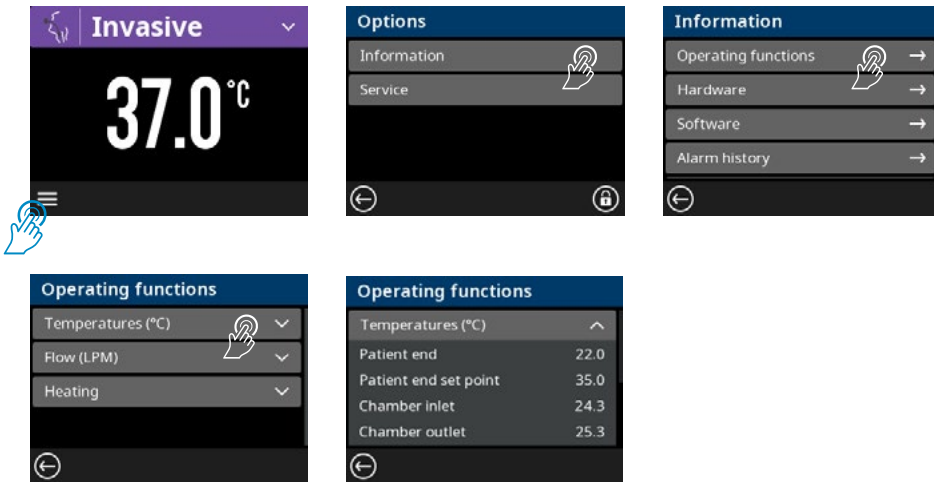 Invasive
37.0°C
Options
Information
Service
Information
Operating functions
Hardware
Software
Alarm history
Operating functions
Temperatures (°C)
Flow (LPM)
Heating
Operating functions
Temperatures (°C)
Patient end 22.0
Patient end set point 35.0
Chamber inlet 24.3
Chamber outlet 25.3